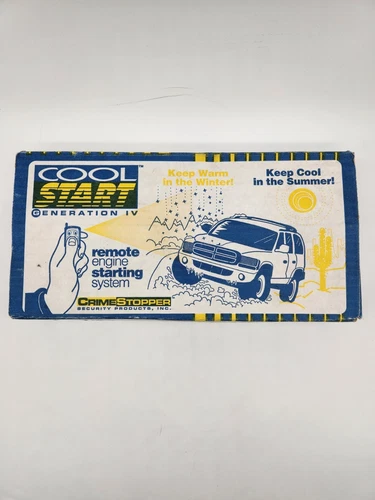 COOL
START
GENERATION IV
Keep Warm
in the Winter!
Keep Cool
in the Summer!
remote
engine
starting
system
CRIMESTOPPER
SECURITY PRODUCTS, INC.